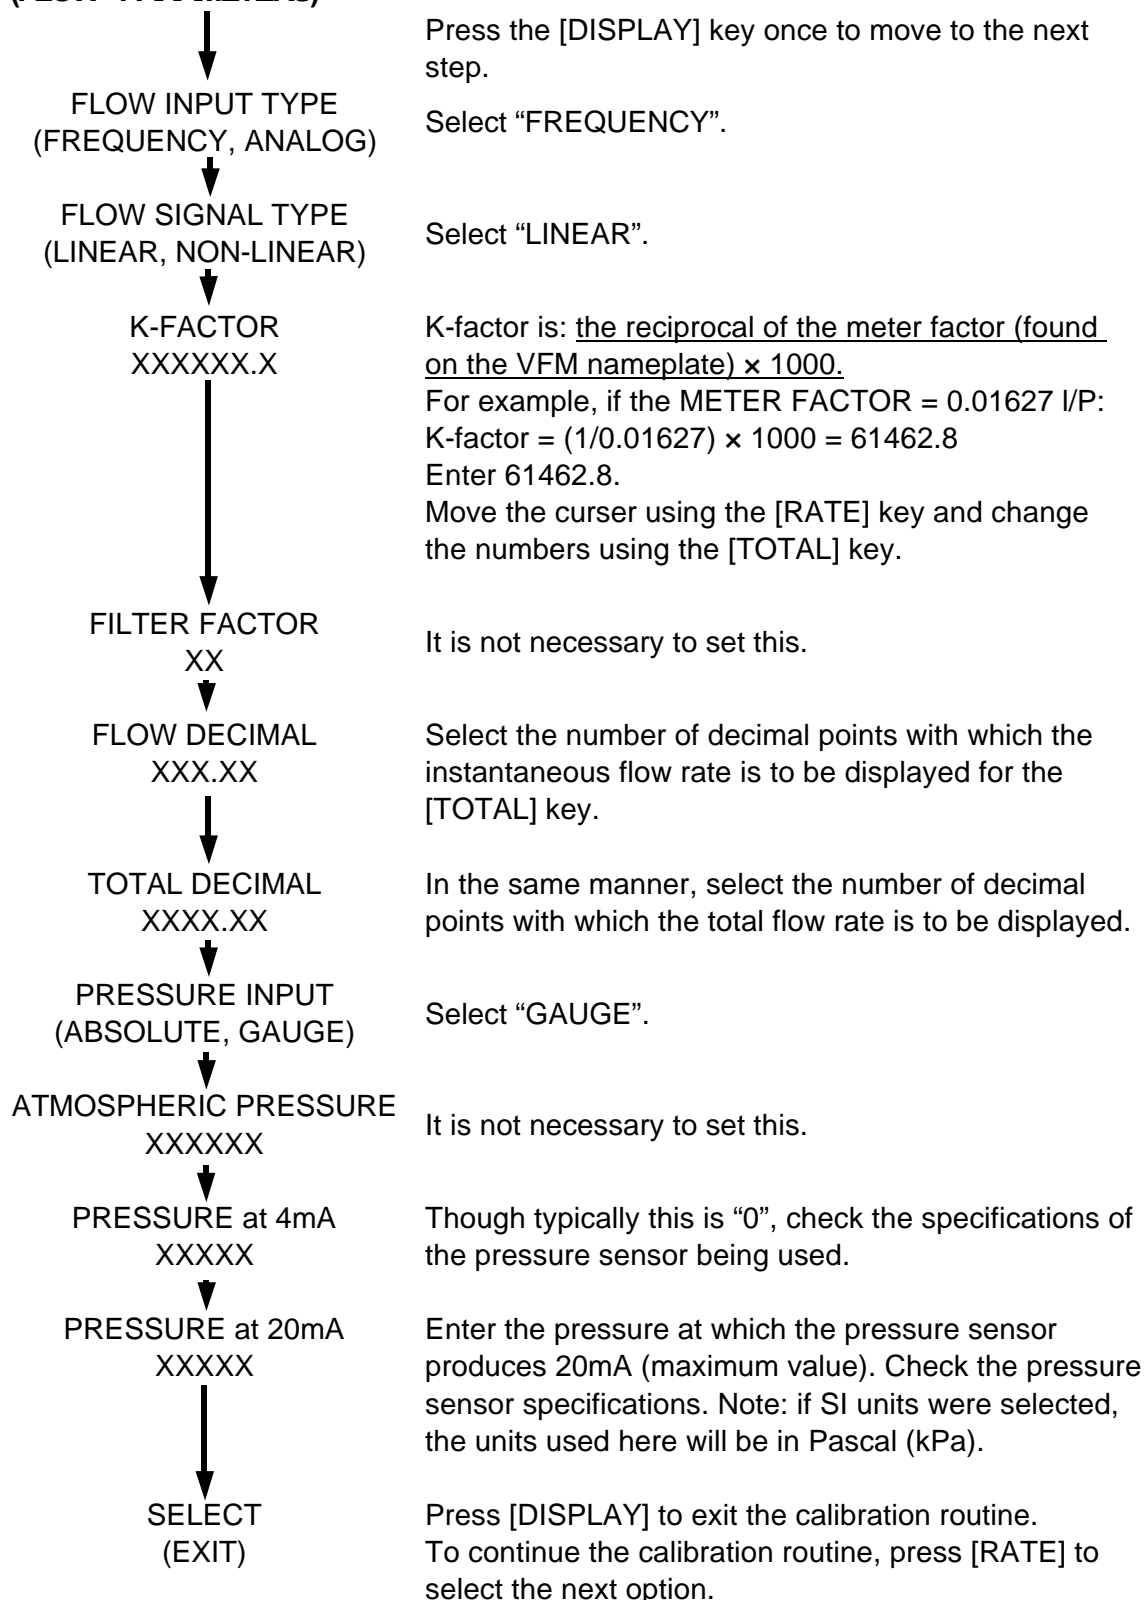 Press the [DISPLAY] key once to move to the next
step.
FLOW INPUT TYPE
(FREQUENCY, ANALOG)
Select “FREQUENCY”.
FLOW SIGNAL TYPE
(LINEAR, NON-LINEAR)
Select “LINEAR”.
K-FACTOR
XXXXXX.X
K-factor is: the reciprocal of the meter factor (found
on the VFM nameplate) × 1000.
For example, if the METER FACTOR = 0.01627 l/P:
K-factor = (1/0.01627) × 1000 = 61462.8
Enter 61462.8.
Move the curser using the [RATE] key and change
the numbers using the [TOTAL] key.
FILTER FACTOR
XX
It is not necessary to set this.
FLOW DECIMAL
XXX.XX
Select the number of decimal points with which the
instantaneous flow rate is to be displayed for the
[TOTAL] key.
TOTAL DECIMAL
XXXX.XX
In the same manner, select the number of decimal
points with which the total flow rate is to be displayed.
PRESSURE INPUT
(ABSOLUTE, GAUGE)
Select “GAUGE”.
ATMOSPHERIC PRESSURE
XXXXXX
It is not necessary to set this.
PRESSURE at 4mA
XXXXX
Though typically this is “0”, check the specifications of
the pressure sensor being used.
PRESSURE at 20mA
XXXXX
Enter the pressure at which the pressure sensor
produces 20mA (maximum value). Check the pressure
sensor specifications. Note: if SI units were selected,
the units used here will be in Pascal (kPa).
SELECT
(EXIT)
Press [DISPLAY] to exit the calibration routine.
To continue the calibration routine, press [RATE] to
select the next option.